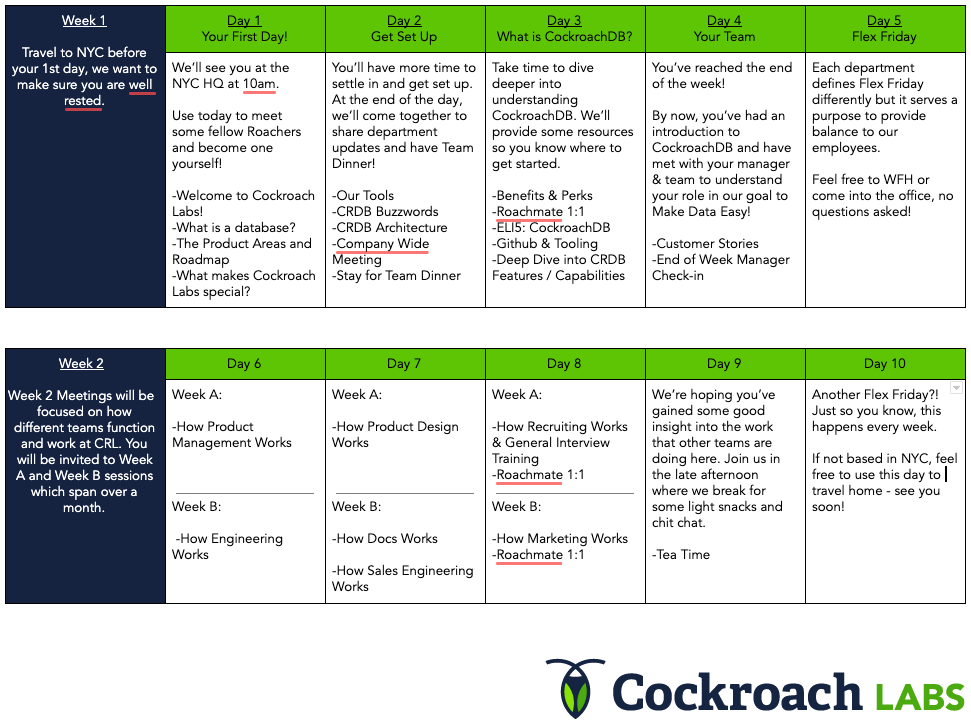 Week 1
Travel to NYC before
your 1st day, we want to
make sure you are well
rested.
Day 1
Your First Day!
We'll see you at the
NYC HQ at 10am.
Use today to meet
some fellow Roachers
and become one
yourself!
-Welcome to Cockroach
Labs!
-What is a database?
-The Product Areas and
Roadmap
-What makes Cockroach
Labs special?
Day 2
Get Set Up
You'll have more time to
settle in and get set up.
At the end of the day,
we'll come together to
share department
updates and have Team
Dinner!
-Our Tools
-CRDB Buzzwords
-CRDB Architecture
-Company Wide
Meeting
-Stay for Team Dinner
Day 3
What is CockroachDB?
Take time to dive
deeper into
understanding
CockroachDB. We'll
provide some resources
so you know where to
get started.
-Benefits & Perks
-Roachmate 1:1
-ELI5: CockroachDB
-Github & Tooling
-Deep Dive into CRDB
Features / Capabilities
Day 4
Your Team
You've reached the end
of the week!
By now, you've had an
introduction to
CockroachDB and have
met with your manager
& team to understand
your role in our goal to
Make Data Easy!
-Customer Stories
-End of Week Manager
Check-in
Day 5
Flex Friday
Each department
defines Flex Friday
differently but it serves a
purpose to provide
balance to our
employees.
Feel free to WFH or
come into the office, no
questions asked!
Week 2
Week 2 Meetings will be
focused on how
different teams function
and work at CRL. You
will be invited to Week
A and Week B sessions
which span over a
month.
Day 6
Week A:
-How Product
Management Works
Week B:
-How Engineering
Works
Day 7
Week A:
-How Product Design
Works
Week B:
-How Docs Works
-How Sales Engineering
Works
Day 8
Week A:
-How Recruiting Works
& General Interview
Training
-Roachmate 1:1
Week B:
-How Marketing Works
-Roachmate 1:1
Day 9
We're hoping you've
gained some good
insight into the work
that other teams are
doing here. Join us in
the late afternoon
where we break for
some light snacks and
chit chat.
-Tea Time
Day 10
Another Flex Friday?!
Just so you know, this
happens every week.
If not based in NYC, feel
free to use this day to
travel home - see you
soon!
Cockroach LABS